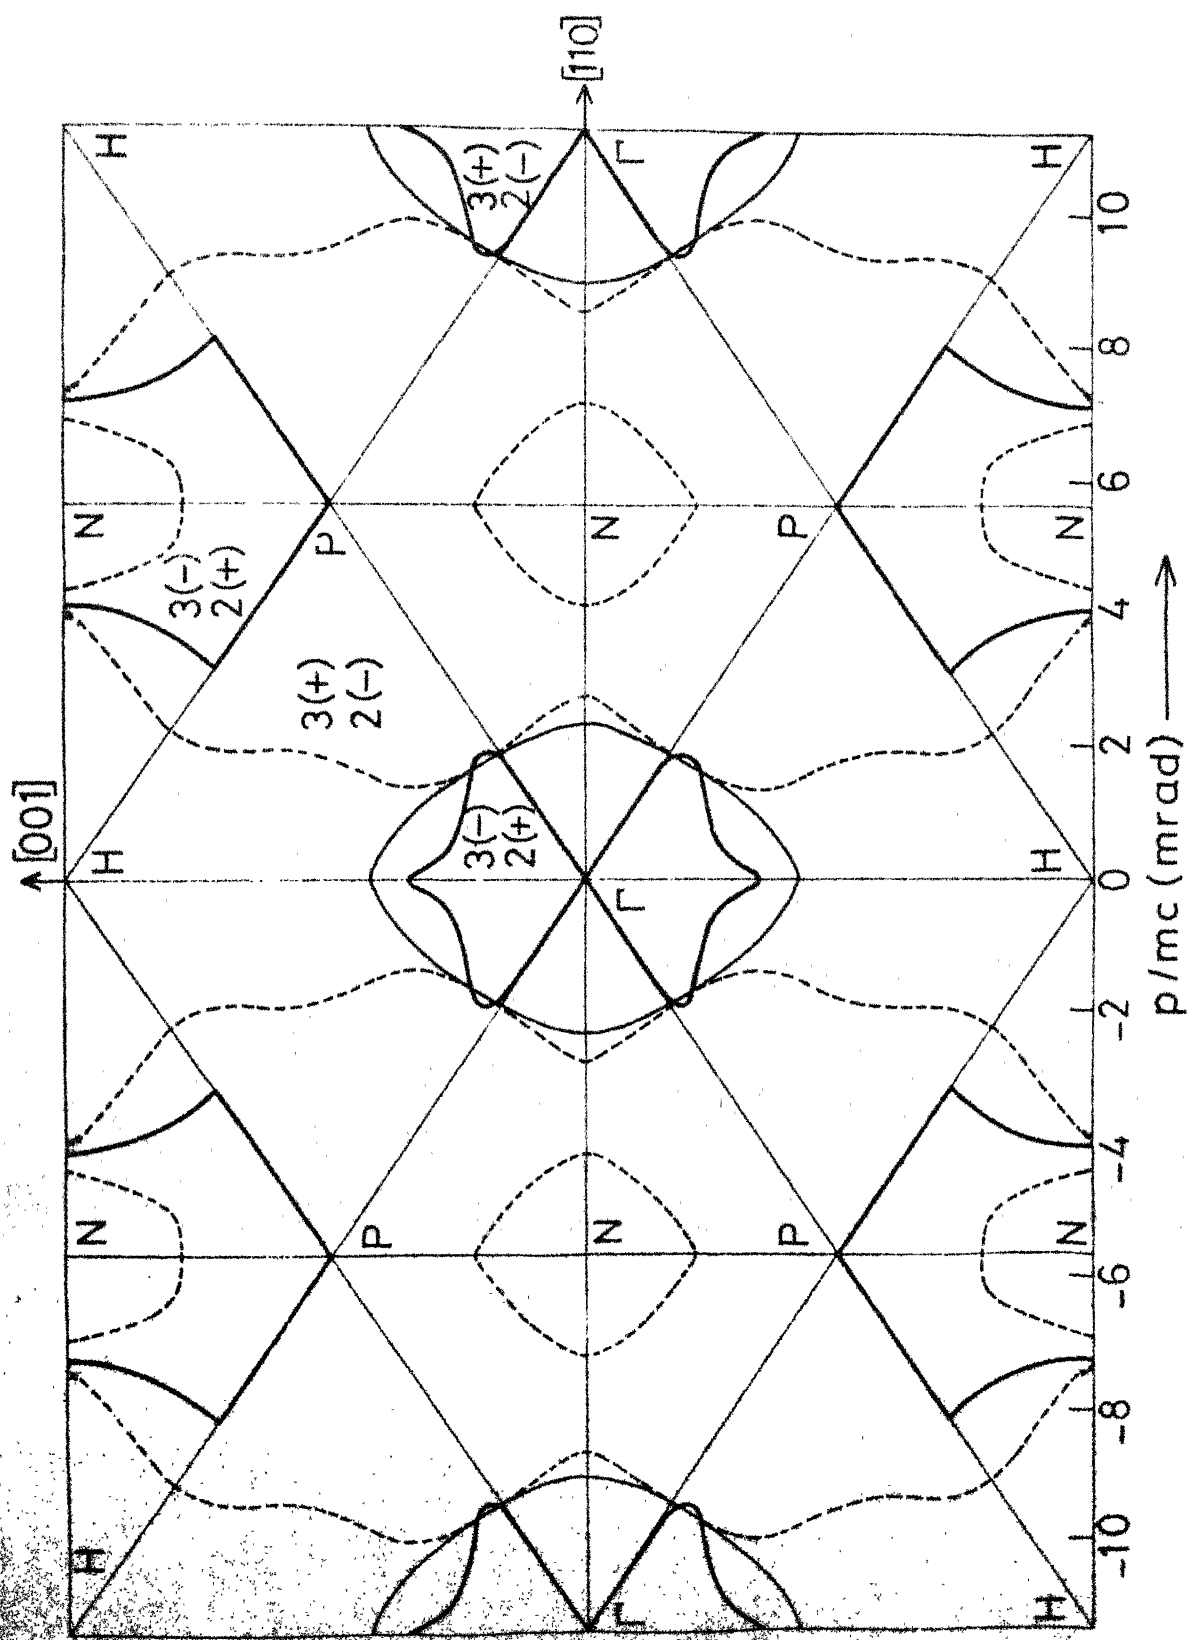 [001]
H N H N H
3(-)
2(+)
3(+) P
P 2(-)
3(-) 3(+)
2(+) 2(-)
[110]
N N
Γ Γ Γ
P P
H N H N H
-10 -8 -6 -4 -2 0 2 4 6 8 10
p/mc (mrad) →